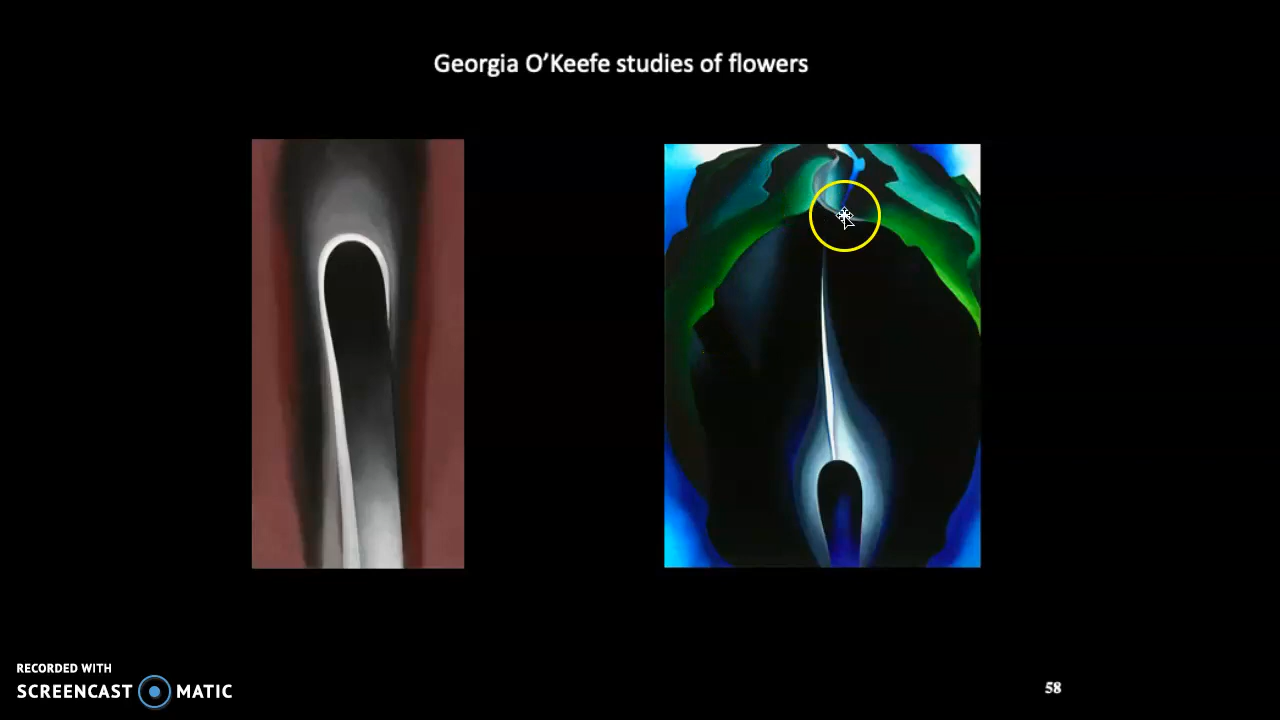 Georgia O’Keefe studies of flowers
RECORDED WITH
SCREENCAST MATIC
58